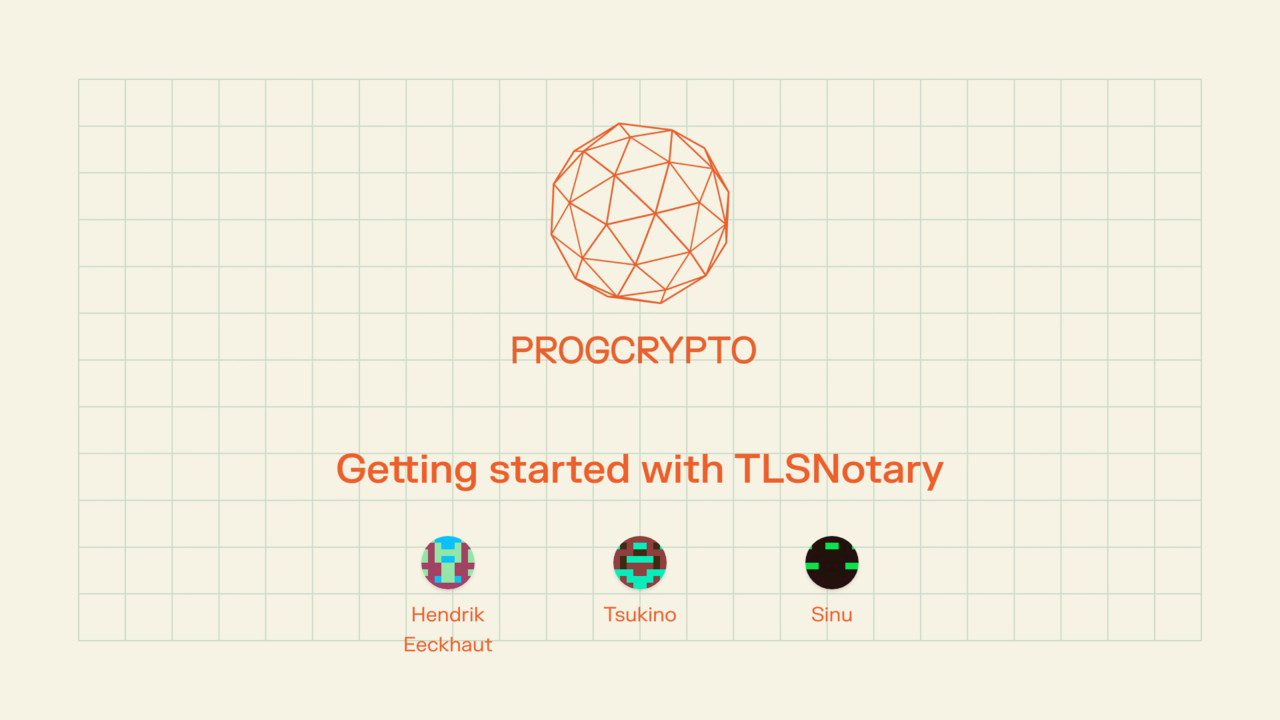 PROGCRYPTO
Getting started with TLSNotary
Hendrik
Eeckhaut
Tsukino
Sinu